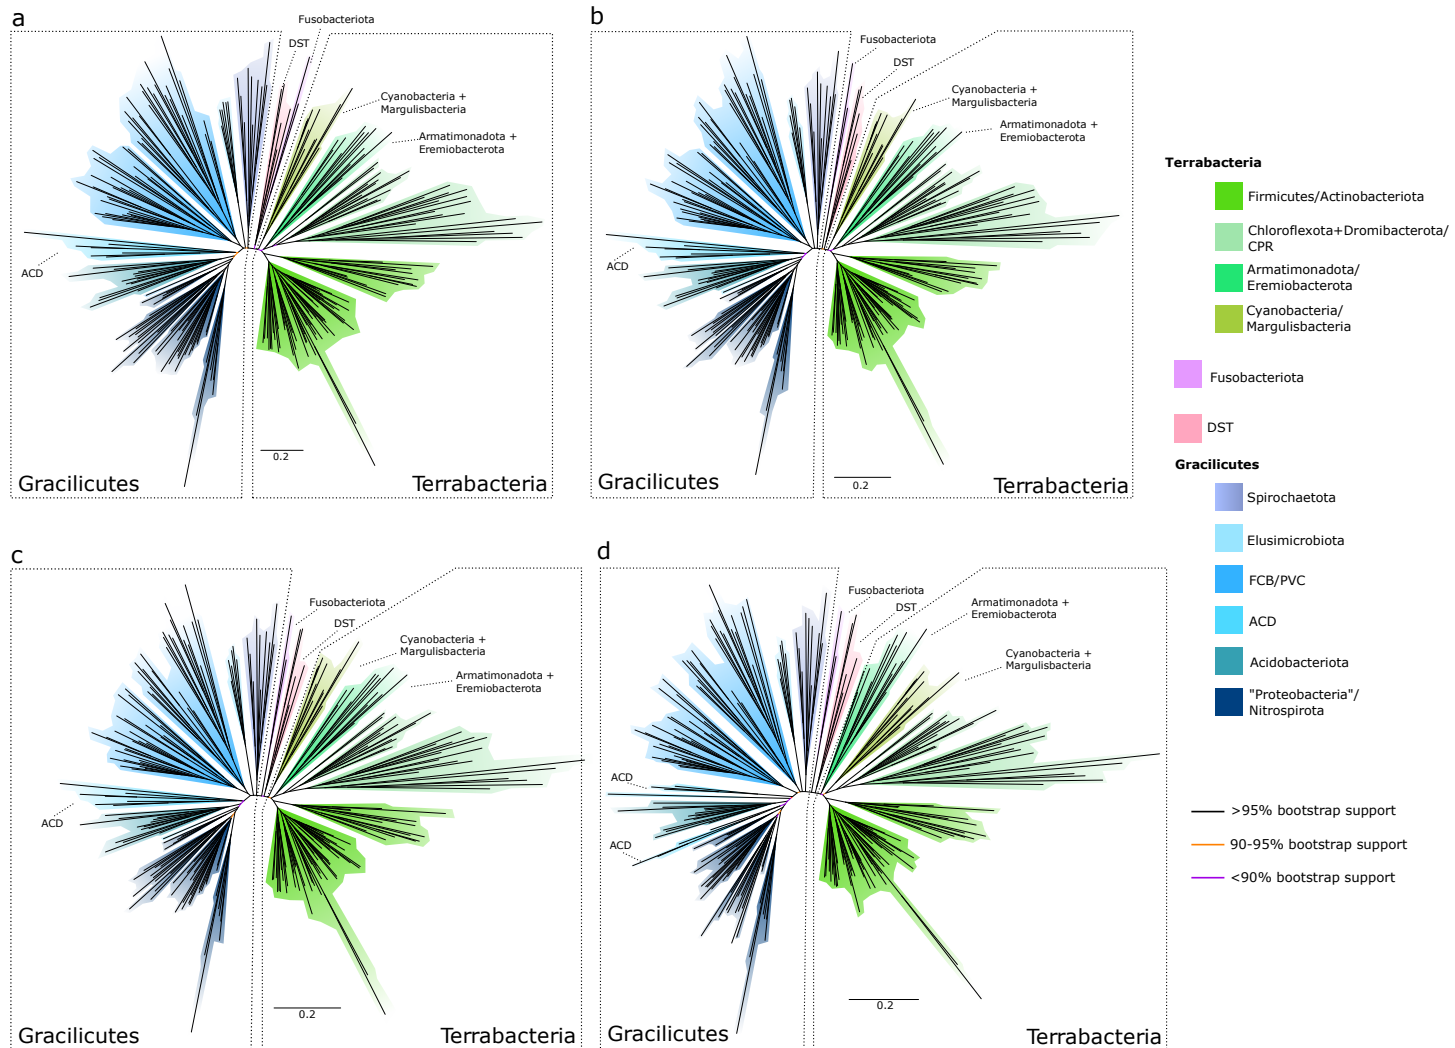 a
Fusobacteriota
DST
Cyanobacteria +
Margulisbacteria
Armatimonadota +
Eremiobacterota
ACD
0.2
Gracilicutes
Terrabacteria
b
Fusobacteriota
DST
Cyanobacteria +
Margulisbacteria
Armatimonadota +
Eremiobacterota
ACD
0.2
Gracilicutes
Terrabacteria
c
Fusobacteriota
DST
Cyanobacteria +
Margulisbacteria
Armatimonadota +
Eremiobacterota
ACD
0.2
Gracilicutes
Terrabacteria
d
Fusobacteriota
DST
Armatimonadota +
Eremiobacterota
Cyanobacteria +
Margulisbacteria
ACD
ACD
0.2
Gracilicutes
Terrabacteria
Terrabacteria
Firmicutes/Actinobacteriota
Chloroflexota+Dromibacterota/
CPR
Armatimonadota/
Eremiobacterota
Cyanobacteria/
Margulisbacteria
Fusobacteriota
DST
Gracilicutes
Spirochaetota
Elusimicrobiota
FCB/PVC
ACD
Acidobacteriota
"Proteobacteria"/
Nitrospirota
>95% bootstrap support
90-95% bootstrap support
<90% bootstrap support